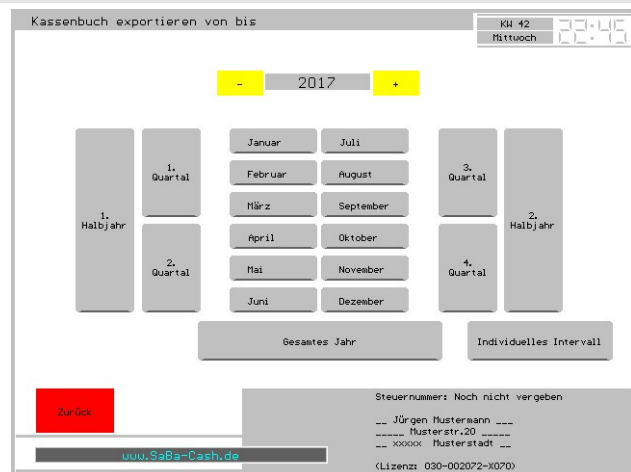 Kassenbuch exportieren von bis
KW 42
Mittwoch
22:45
- 2017 +
1.
Halbjahr
1.
Quartal
2.
Quartal
Januar
Februar
März
April
Mai
Juni
Juli
August
September
Oktober
November
Dezember
3.
Quartal
4.
Quartal
2.
Halbjahr
Gesamtes Jahr
Individuelles Intervall
Zurück
www.SaBa-Cash.de
Steuernummer: Noch nicht vergeben
__ Jürgen Mustermann ___
_____ Musterstr.20 _____
__ xxxxx Musterstadt __
(Lizenz: 030-002072-X070)